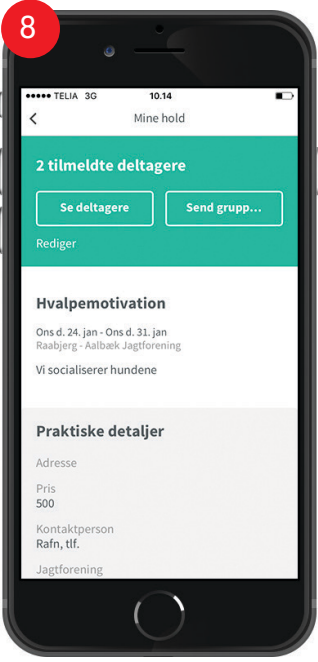 8
TELIA 3G 10.14
Mine hold
2 tilmeldte deltagere
Se deltagere Send grupp...
Rediger
Hvalpemotivation
Ons d. 24. jan - Ons d. 31. jan
Raabjerg - Aalbæk Jagtforening
Vi socialiserer hundene
Praktiske detaljer
Adresse
Pris
500
Kontaktperson
Rafn, tlf.
Jagtforening